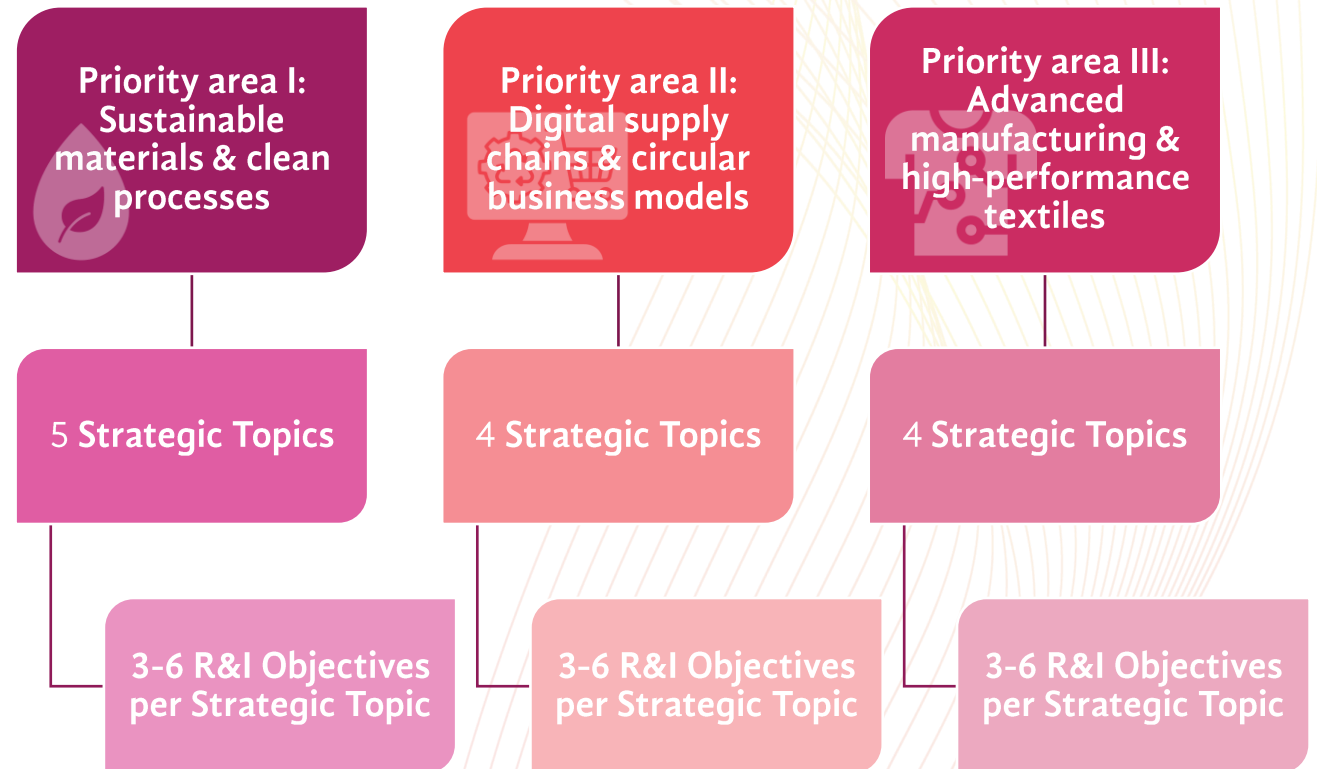 Priority area I:
Sustainable
materials & clean
processes
Priority area II:
Digital supply
chains & circular
business models
Priority area III:
Advanced
manufacturing &
high-performance
textiles
5 Strategic Topics
4 Strategic Topics
4 Strategic Topics
3-6 R&I Objectives
per Strategic Topic
3-6 R&I Objectives
per Strategic Topic
3-6 R&I Objectives
per Strategic Topic